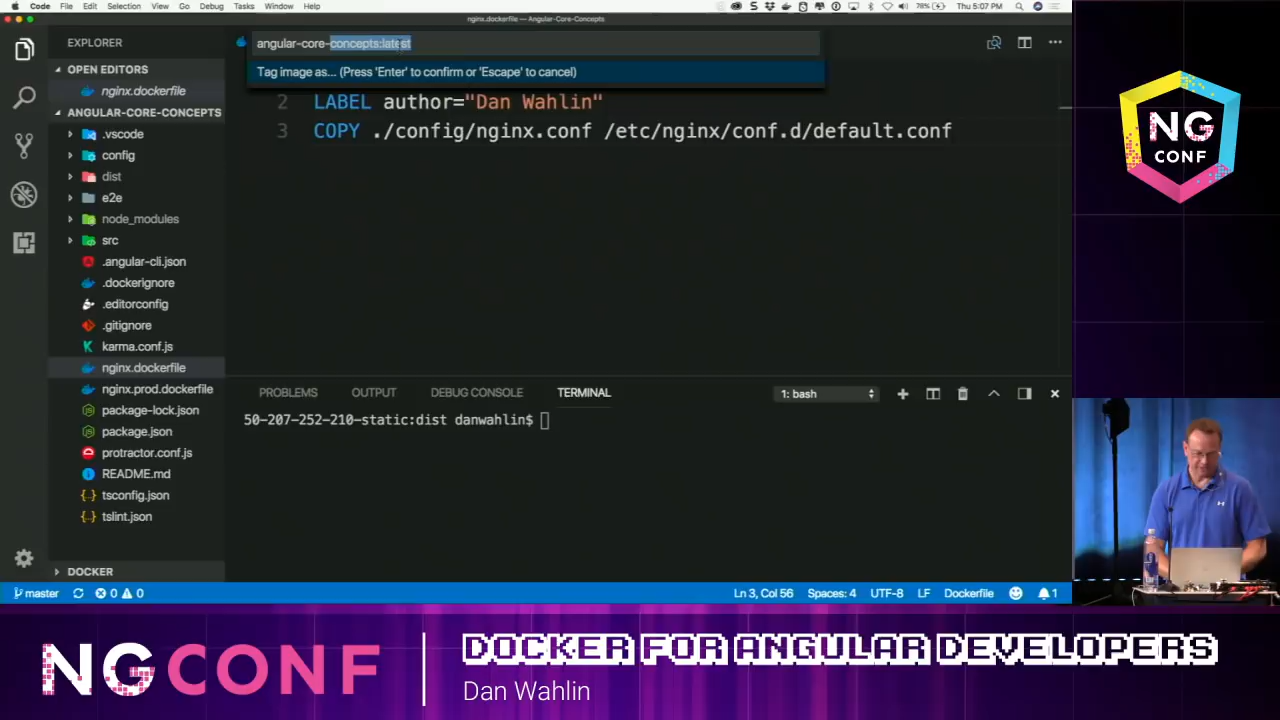 Code File Edit Selection View Go Debug Tasks Window Help
78% Thu 5:07 PM
nginx.dockerfile — Angular-Core-Concepts
EXPLORER
OPEN EDITORS
nginx.dockerfile
ANGULAR-CORE-CONCEPTS
.vscode
config
dist
e2e
node_modules
src
.angular-cli.json
.dockerignore
.editorconfig
.gitignore
karma.conf.js
nginx.dockerfile
nginx.prod.dockerfile
package-lock.json
package.json
protractor.conf.js
README.md
tsconfig.json
tslint.json
DOCKER
angular-core-concepts:latest
Tag image as... (Press 'Enter' to confirm or 'Escape' to cancel)
2 LABEL author="Dan Wahlin"
3 COPY ./config/nginx.conf /etc/nginx/conf.d/default.conf
PROBLEMS OUTPUT DEBUG CONSOLE TERMINAL 1: bash
50-207-252-210-static:dist danwahlin$
master 0 0 Ln 3, Col 56 Spaces: 4 UTF-8 LF Dockerfile 1
NG
CONF
NGCONF
DOCKER FOR ANGULAR DEVELOPERS
Dan Wahlin